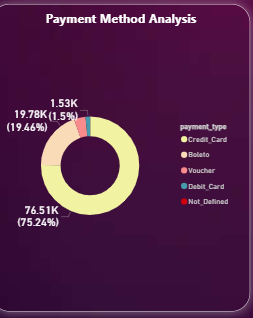 Payment Method Analysis
1.53K
(1.5%)
19.78K
(19.46%)
76.51K
(75.24%)
payment_type
Credit_Card
Boleto
Voucher
Debit_Card
Not_Defined